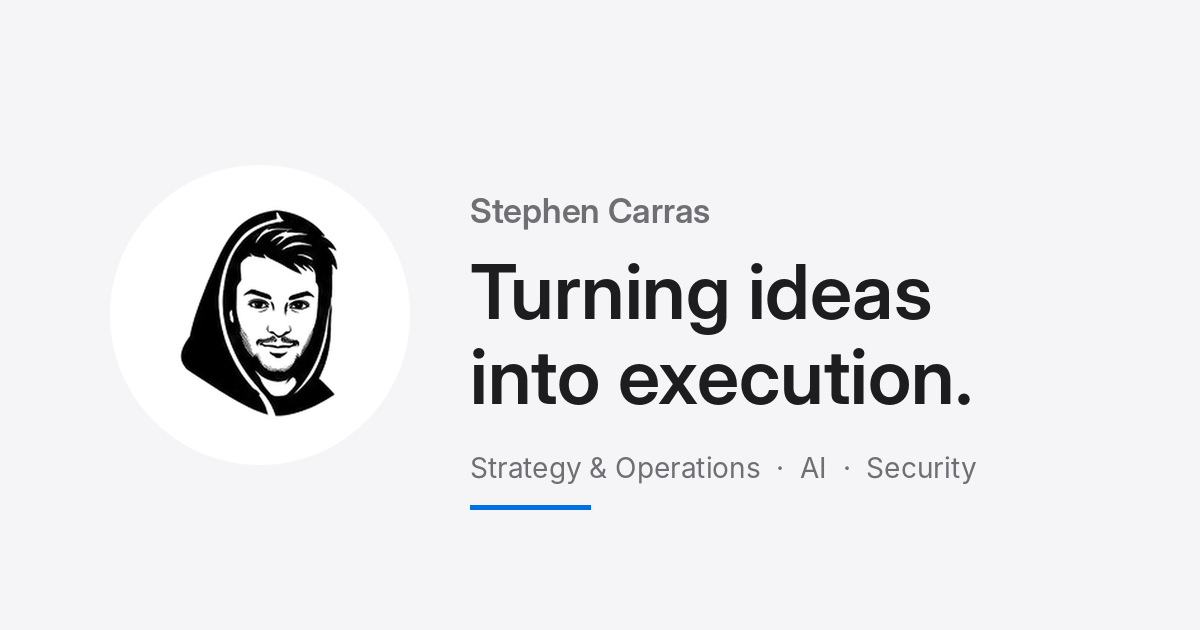 Stephen Carras
Turning ideas
into execution.
Strategy & Operations · AI · Security